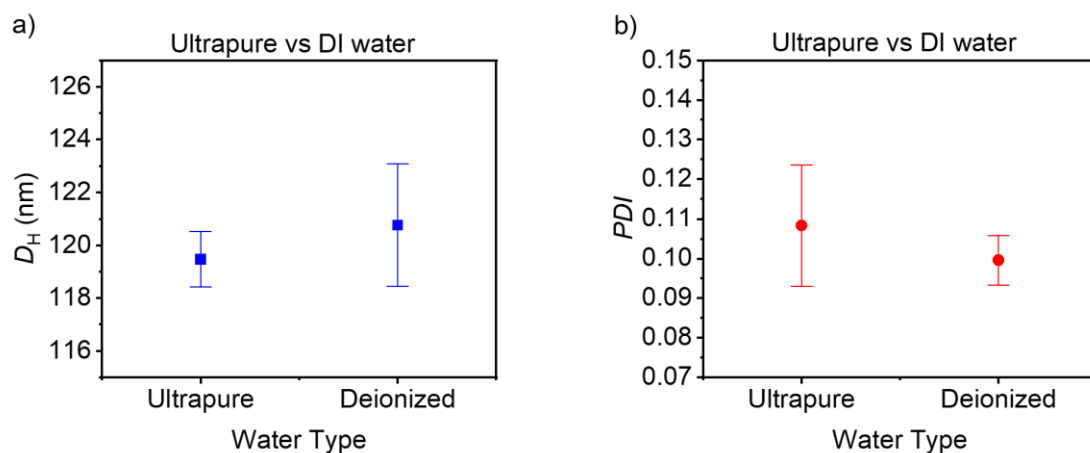 a)
Ultrapure vs DI water
126
124
122
120
118
116
D_H (nm)
Ultrapure
Deionized
Water Type
b)
Ultrapure vs DI water
0.15
0.14
0.13
0.12
0.11
0.10
0.09
0.08
0.07
PDI
Ultrapure
Deionized
Water Type